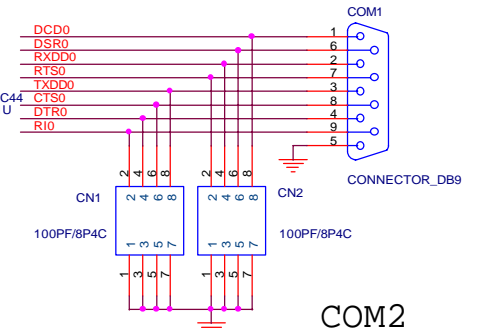 COM1
DCD0 1
DSR0 6
RXDD0 2
RTS0 7
TXDD0 3
C44 CTS0 8
U DTR0 4
RI0 9
5
CONNECTOR_DB9
2 4 6 8 2 4 6 8
CN1 2 4 6 8 2 4 6 8 CN2
100PF/8P4C 100PF/8P4C
1 3 5 7 1 3 5 7
1 3 5 7 1 3 5 7
COM2